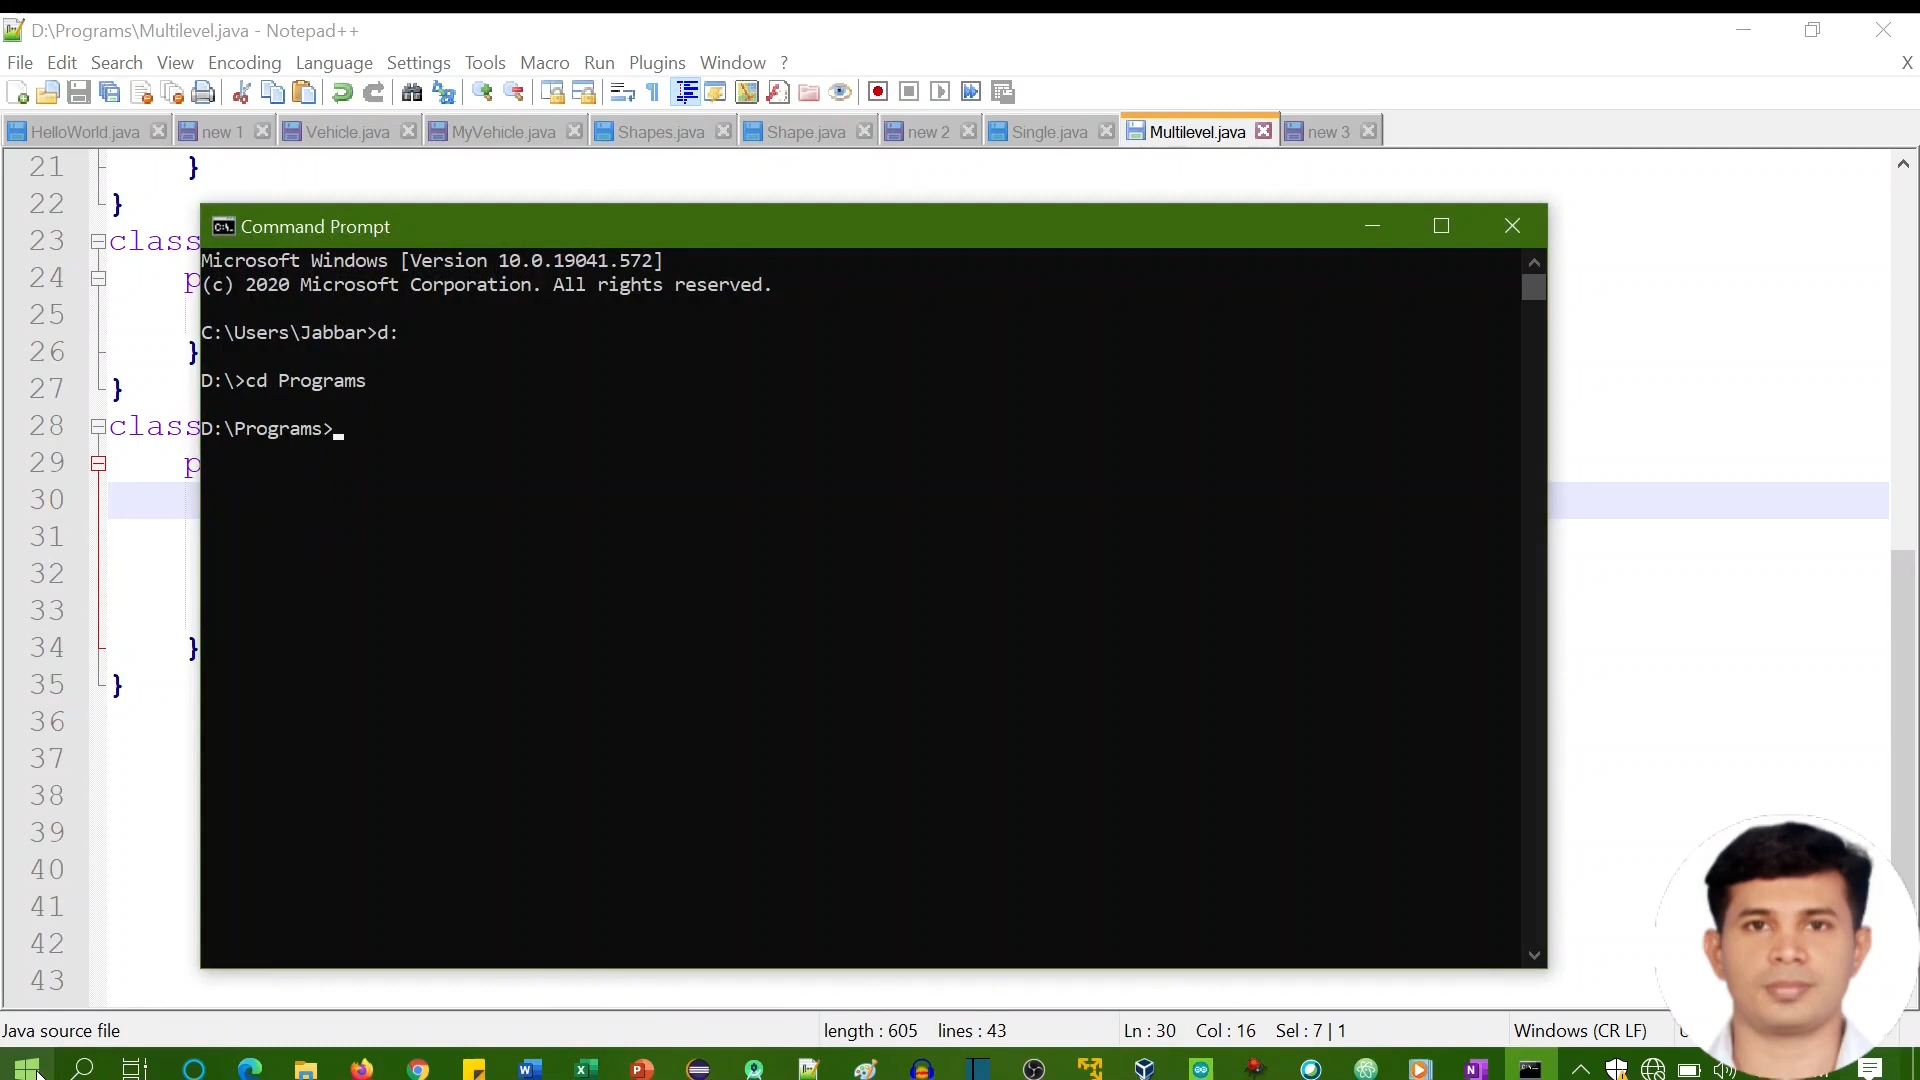 D:\Programs\Multilevel.java - Notepad++
File Edit Search View Encoding Language Settings Tools Macro Run Plugins Window ? X
HelloWorld.java new 1 Vehicle.java MyVehicle.java Shapes.java Shape.java new 2 Single.java Multilevel.java new 3
21 }
22 }
23 class
24 p
25
26 }
27 }
28 class
29 p
30
31
32
33
34 }
35 }
36
37
38
39
40
41
42
43
Command Prompt
Microsoft Windows [Version 10.0.19041.572]
(c) 2020 Microsoft Corporation. All rights reserved.
C:\Users\Jabbar>d:
D:\>cd Programs
D:\Programs>
Java source file length : 605 lines : 43 Ln : 30 Col : 16 Sel : 7 | 1 Windows (CR LF)